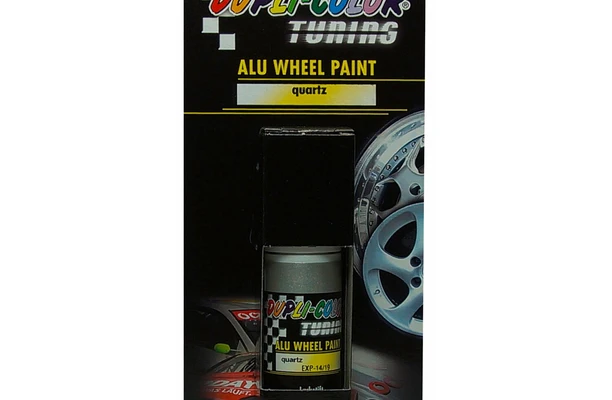 DUPLI-COLOR®
TUNING
ALU WHEEL PAINT
quartz
DUPLI-COLOR
TUNING
ALU WHEEL PAINT
quartz
EXP-14/19